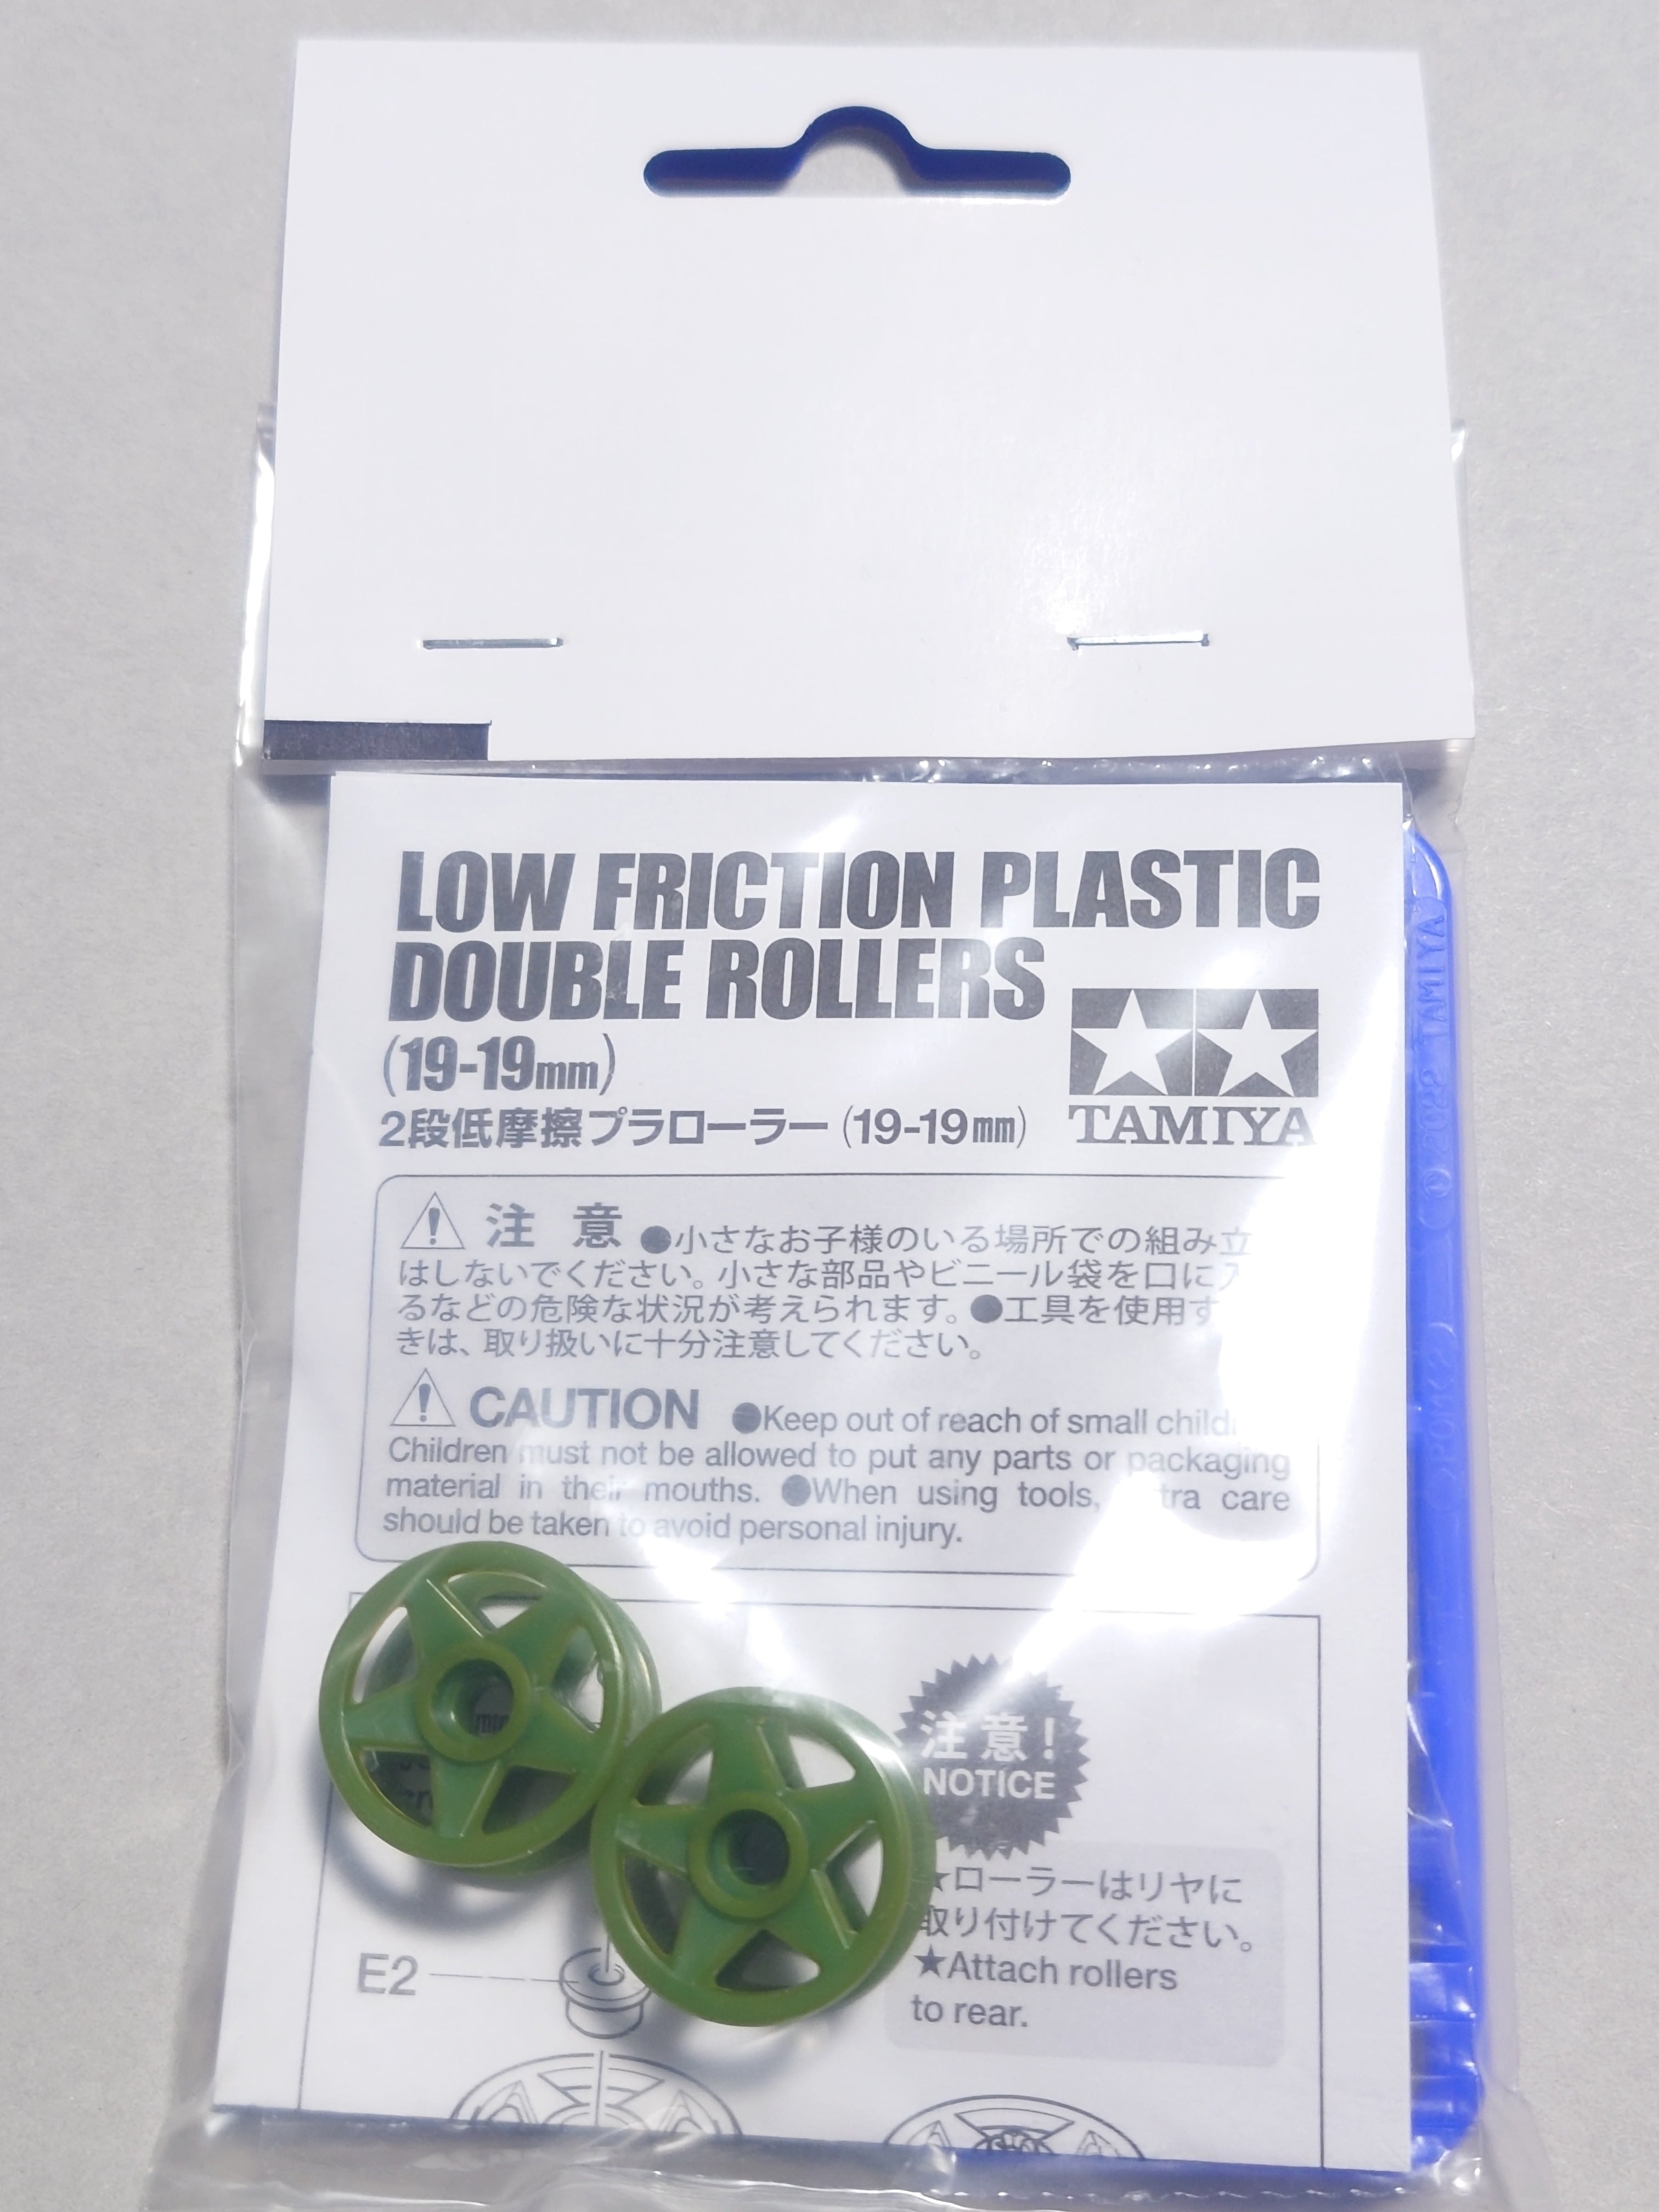 LOW FRICTION PLASTIC
DOUBLE ROLLERS
(19-19mm)
2段低摩擦プラローラー (19-19mm)
TAMIYA
注 意 ●小さなお子様のいる場所での組み立
はしないでください。小さな部品やビニール袋を口に入
るなどの危険な状況が考えられます。●工具を使用す
きは、取り扱いに十分注意してください。
CAUTION ●Keep out of reach of small
Children must not be allowed to put any parts or packaging
material in their mouths. ●When using tools, care
should be taken to avoid personal injury.
注意!
NOTICE
★ローラーはリヤに
取り付けてください。
★Attach rollers
to rear.
E2
© 2022 TAMIYA